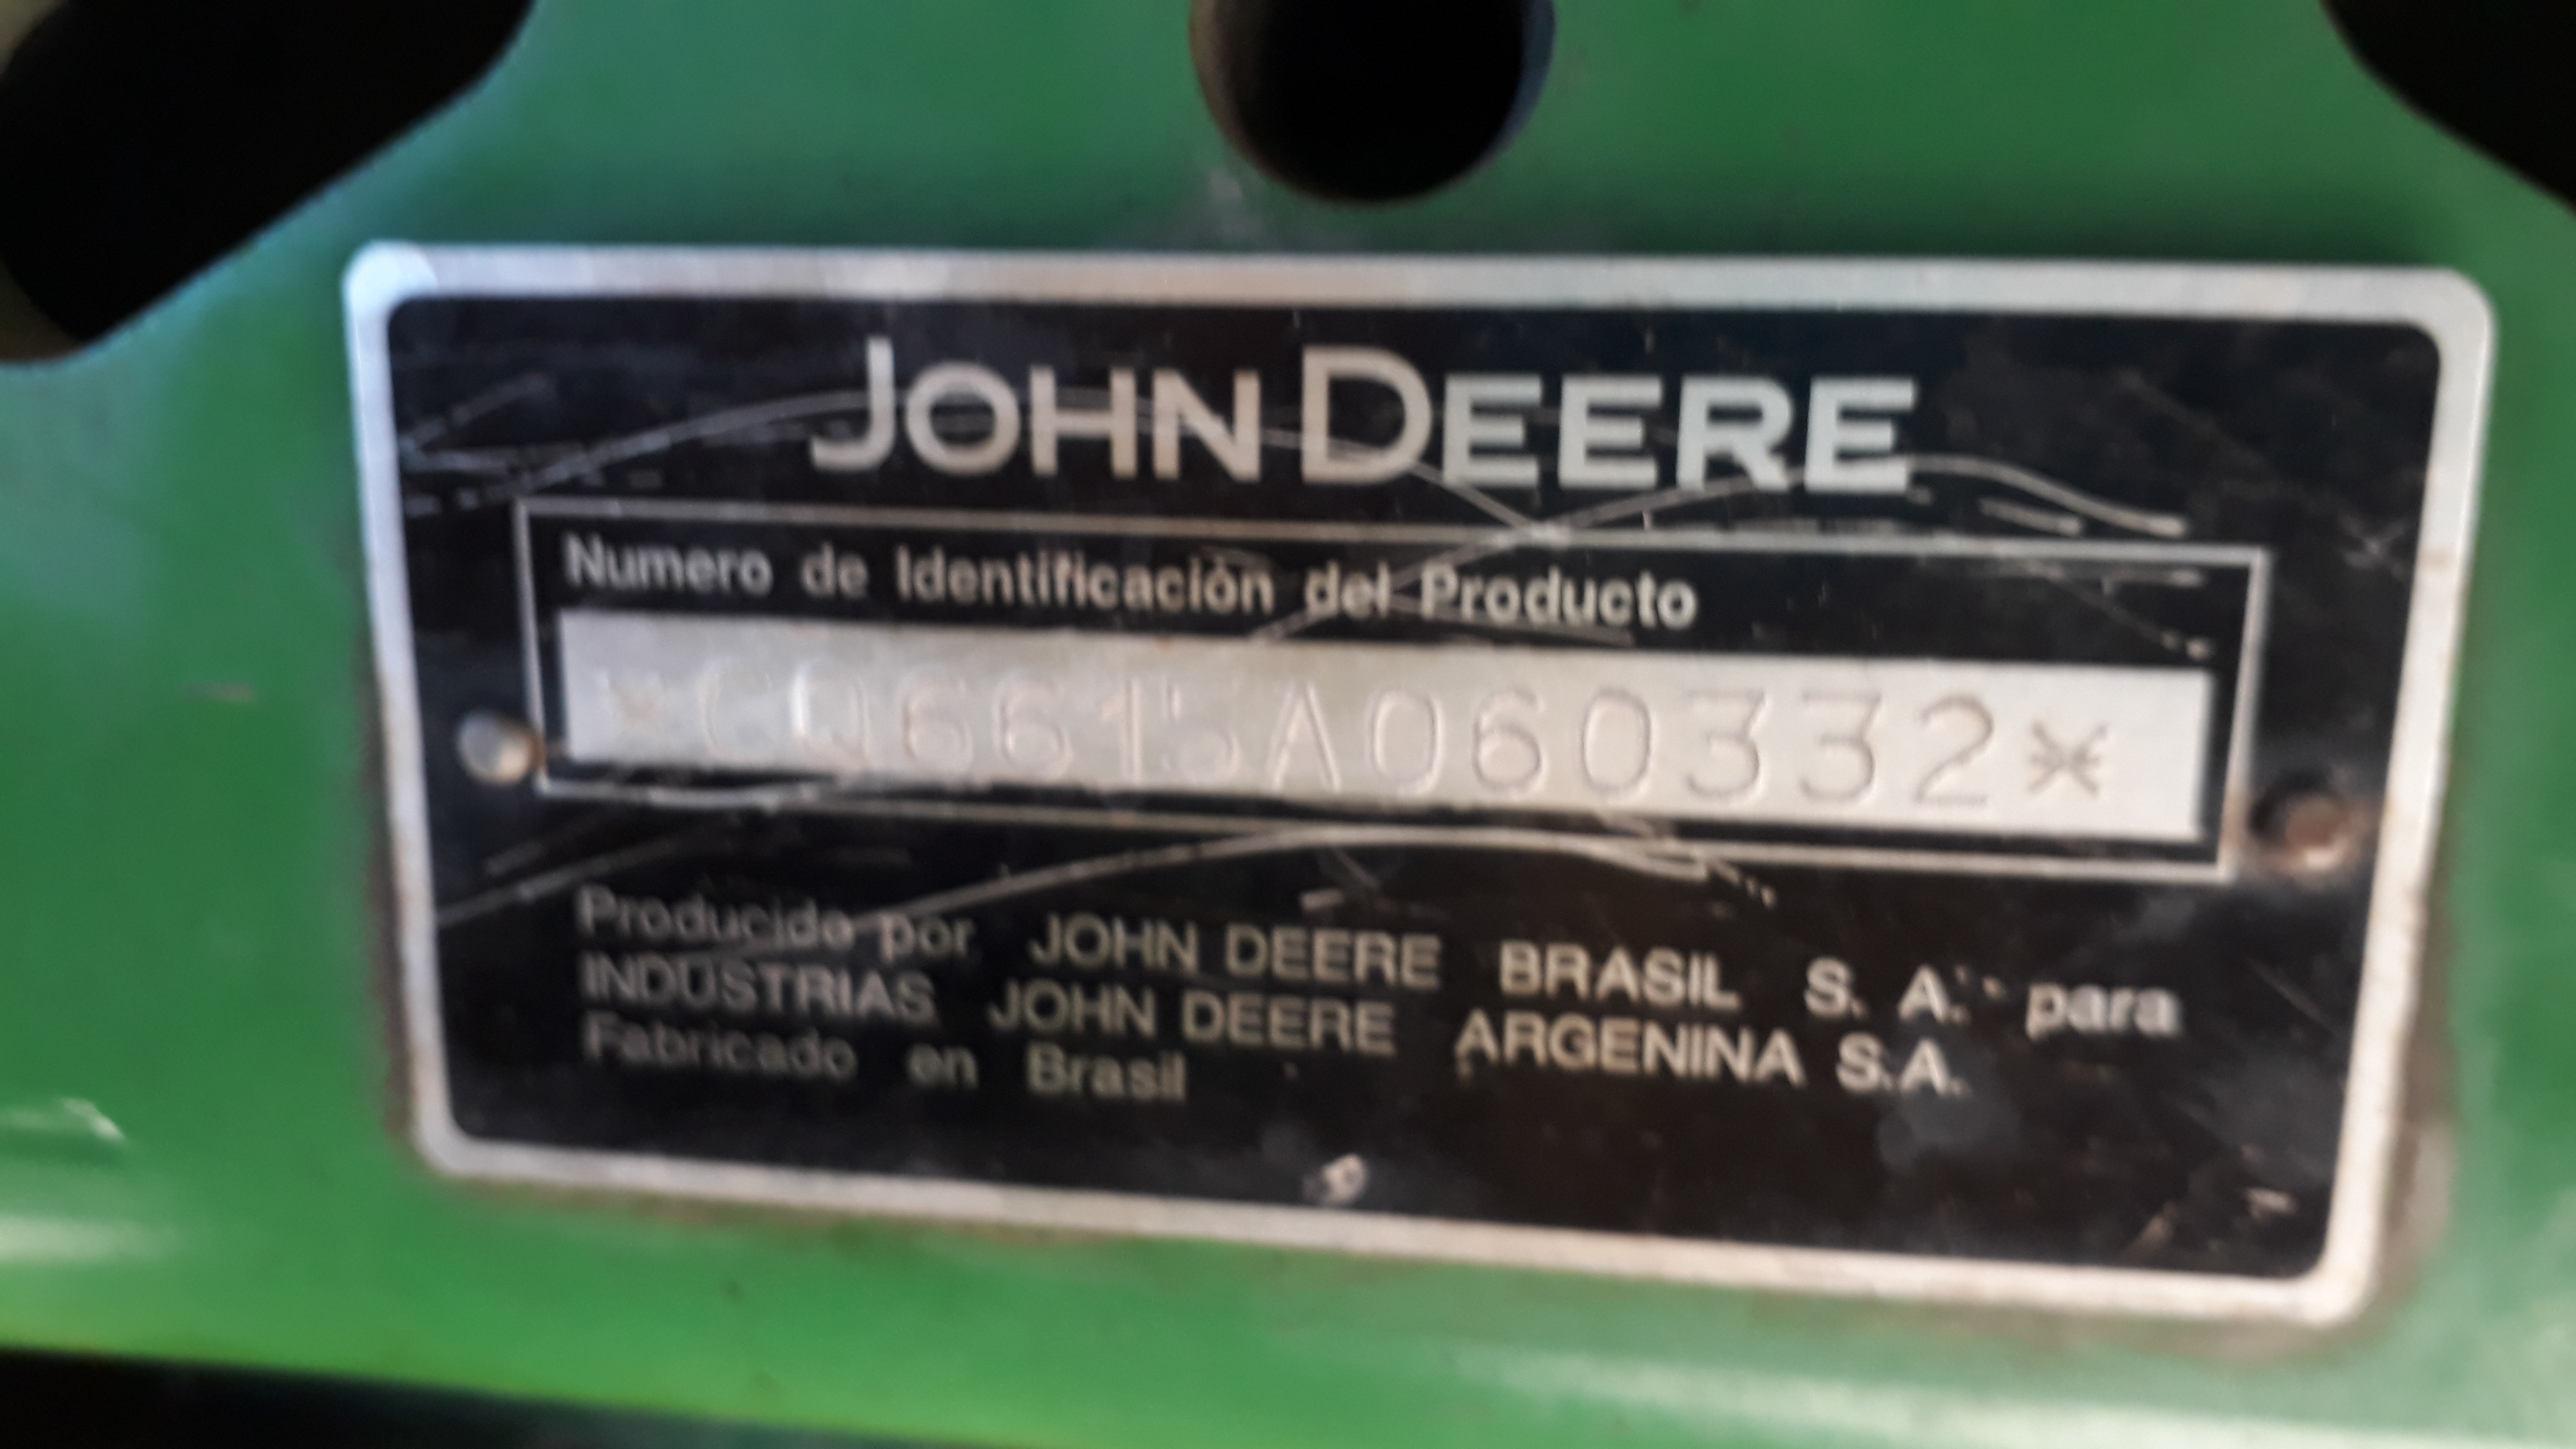 JOHN DEERE
Numero de Identificaciòn del Producto
*CQ6615A060332*
Producido por JOHN DEERE BRASIL S. A. para
INDUSTRIAS JOHN DEERE ARGENINA S.A.
Fabricado en Brasil